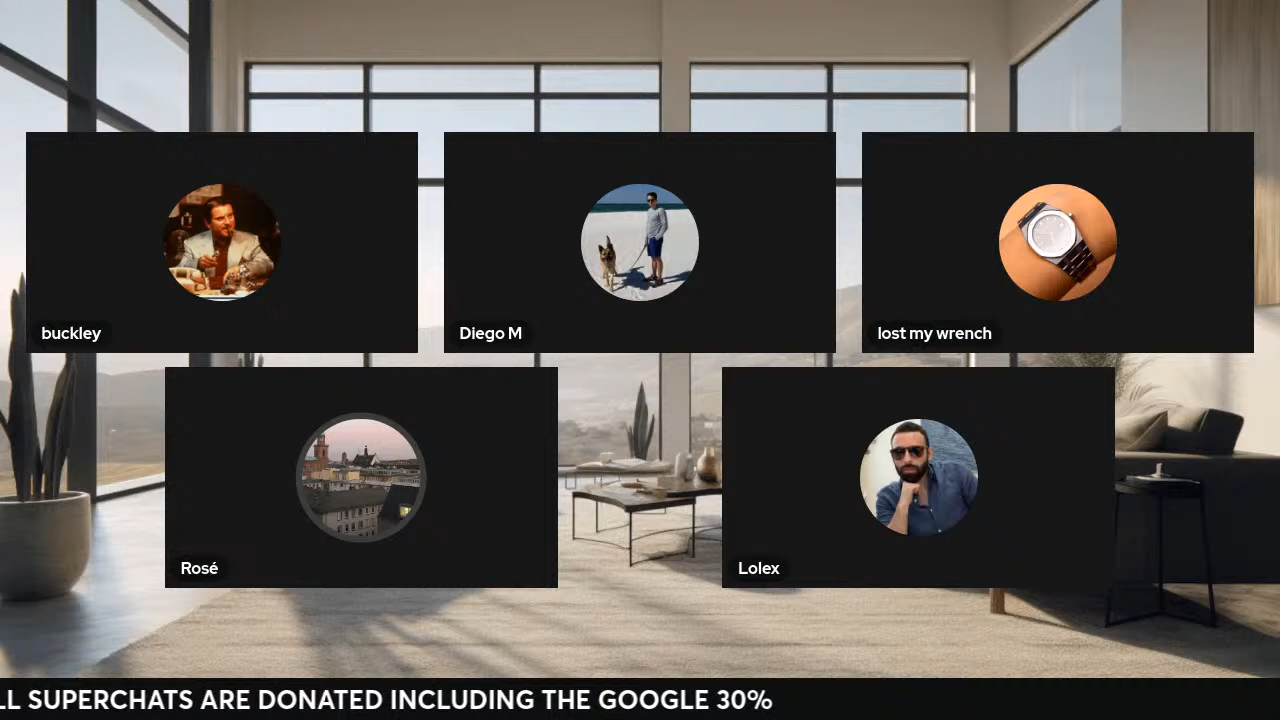 buckley
Diego M
lost my wrench
Rosé
Lolex
LL SUPERCHATS ARE DONATED INCLUDING THE GOOGLE 30%